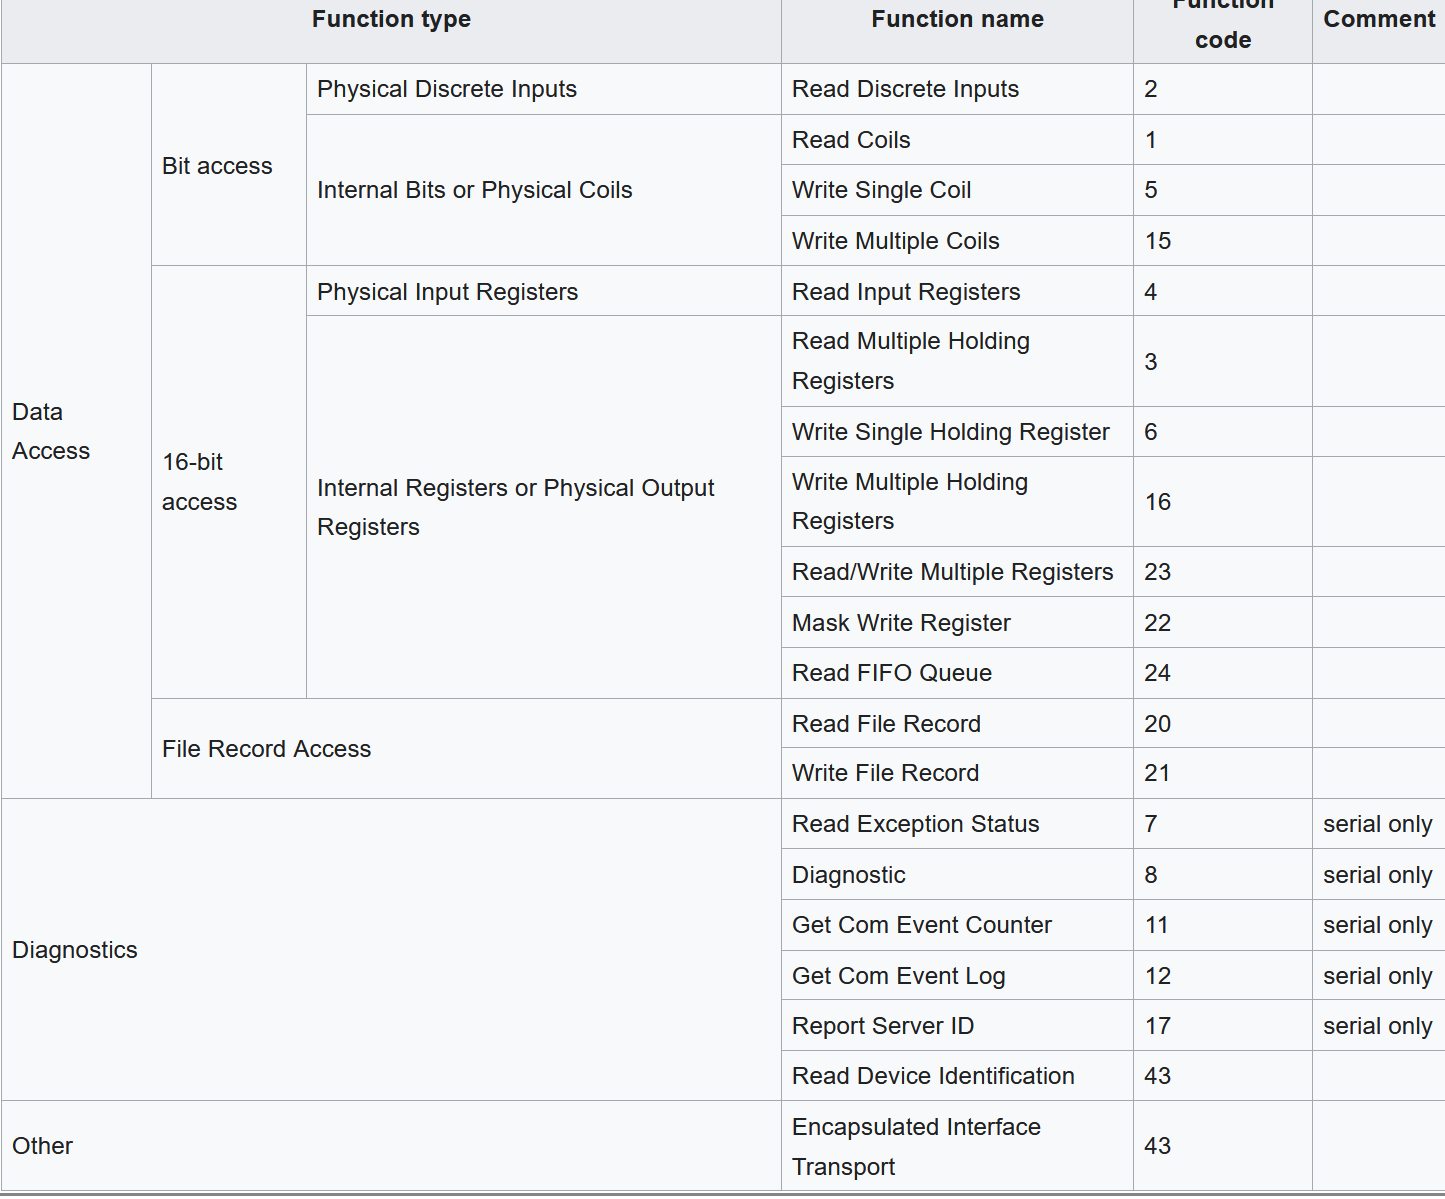 Function type
Function name
Function
code
Comment
Data
Access
Bit access
Physical Discrete Inputs
Read Discrete Inputs
2
Internal Bits or Physical Coils
Read Coils
1
Write Single Coil
5
Write Multiple Coils
15
16-bit
access
Physical Input Registers
Read Input Registers
4
Internal Registers or Physical Output
Registers
Read Multiple Holding
Registers
3
Write Single Holding Register
6
Write Multiple Holding
Registers
16
Read/Write Multiple Registers
23
Mask Write Register
22
Read FIFO Queue
24
File Record Access
Read File Record
20
Write File Record
21
Diagnostics
Read Exception Status
7
serial only
Diagnostic
8
serial only
Get Com Event Counter
11
serial only
Get Com Event Log
12
serial only
Report Server ID
17
serial only
Read Device Identification
43
Other
Encapsulated Interface
Transport
43